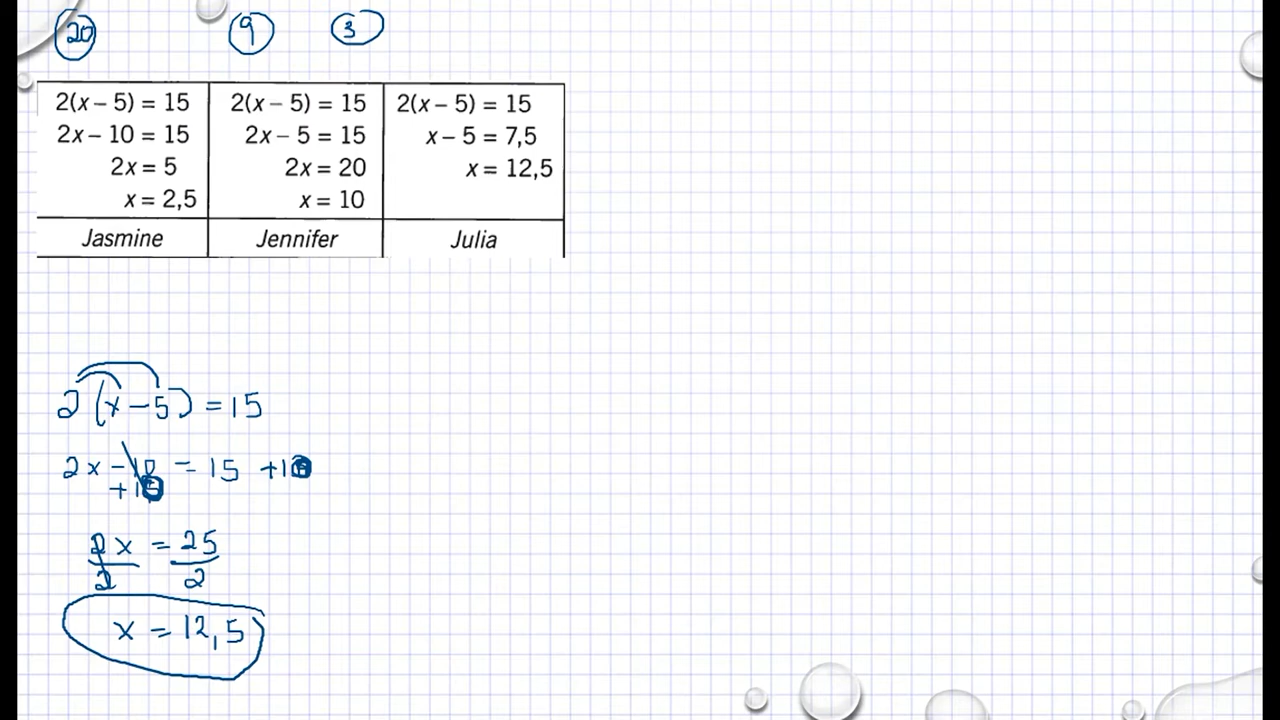 20 9 3
2(x – 5) = 15 2(x – 5) = 15 2(x – 5) = 15
2x – 10 = 15 2x – 5 = 15 x – 5 = 7,5
2x = 5 2x = 20 x = 12,5
x = 2,5 x = 10
Jasmine Jennifer Julia
2(x – 5) = 15
2x – 10 = 15 + 10
+ 10
2x = 25
2 2
x = 12,5